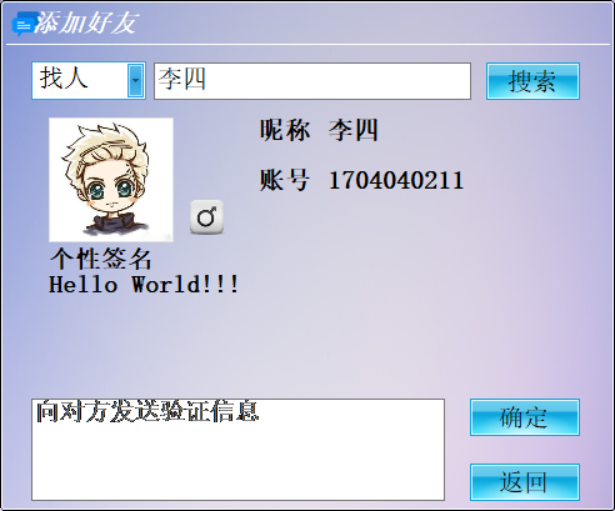 添加好友
找人 李四 搜索
昵称 李四
账号 1704040211
个性签名
Hello World!!!
向对方发送验证信息
确定
返回